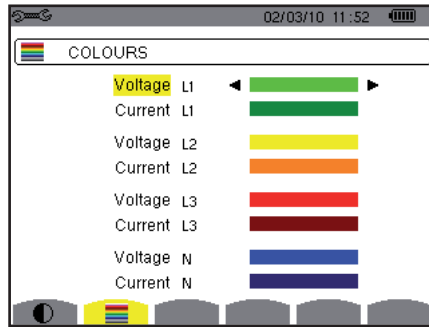 02/03/10 11:52
COLOURS
Voltage L1
Current L1
Voltage L2
Current L2
Voltage L3
Current L3
Voltage N
Current N